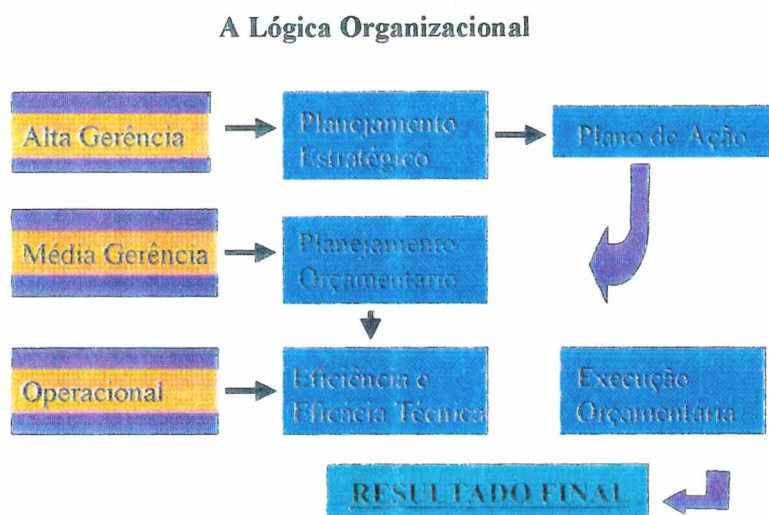 A Lógica Organizacional
Alta Gerência
Planejamento
Estratégico
Plano de Ação
Média Gerência
Planejamento
Orçamentário
Operacional
Eficiência e
Eficácia Técnica
Execução
Orçamentária
RESULTADO FINAL